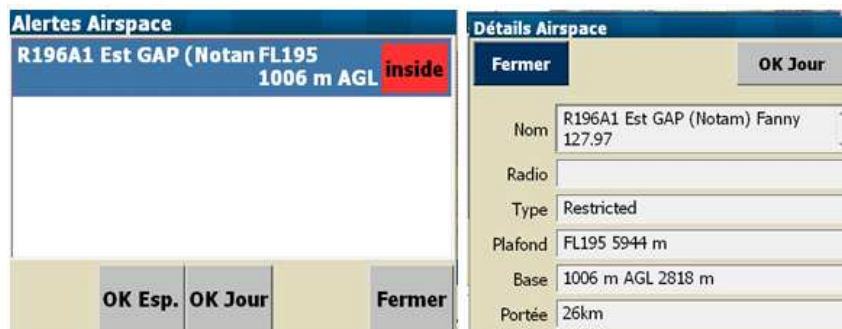 Alertes Airspace
R196A1 Est GAP (Notan FL195
1006 m AGL
inside
OK Esp.
OK Jour
Fermer
Détails Airspace
Fermer
OK Jour
Nom
R196A1 Est GAP (Notam) Fanny
127.97
Radio
Type
Restricted
Plafond
FL195 5944 m
Base
1006 m AGL 2818 m
Portée
26km